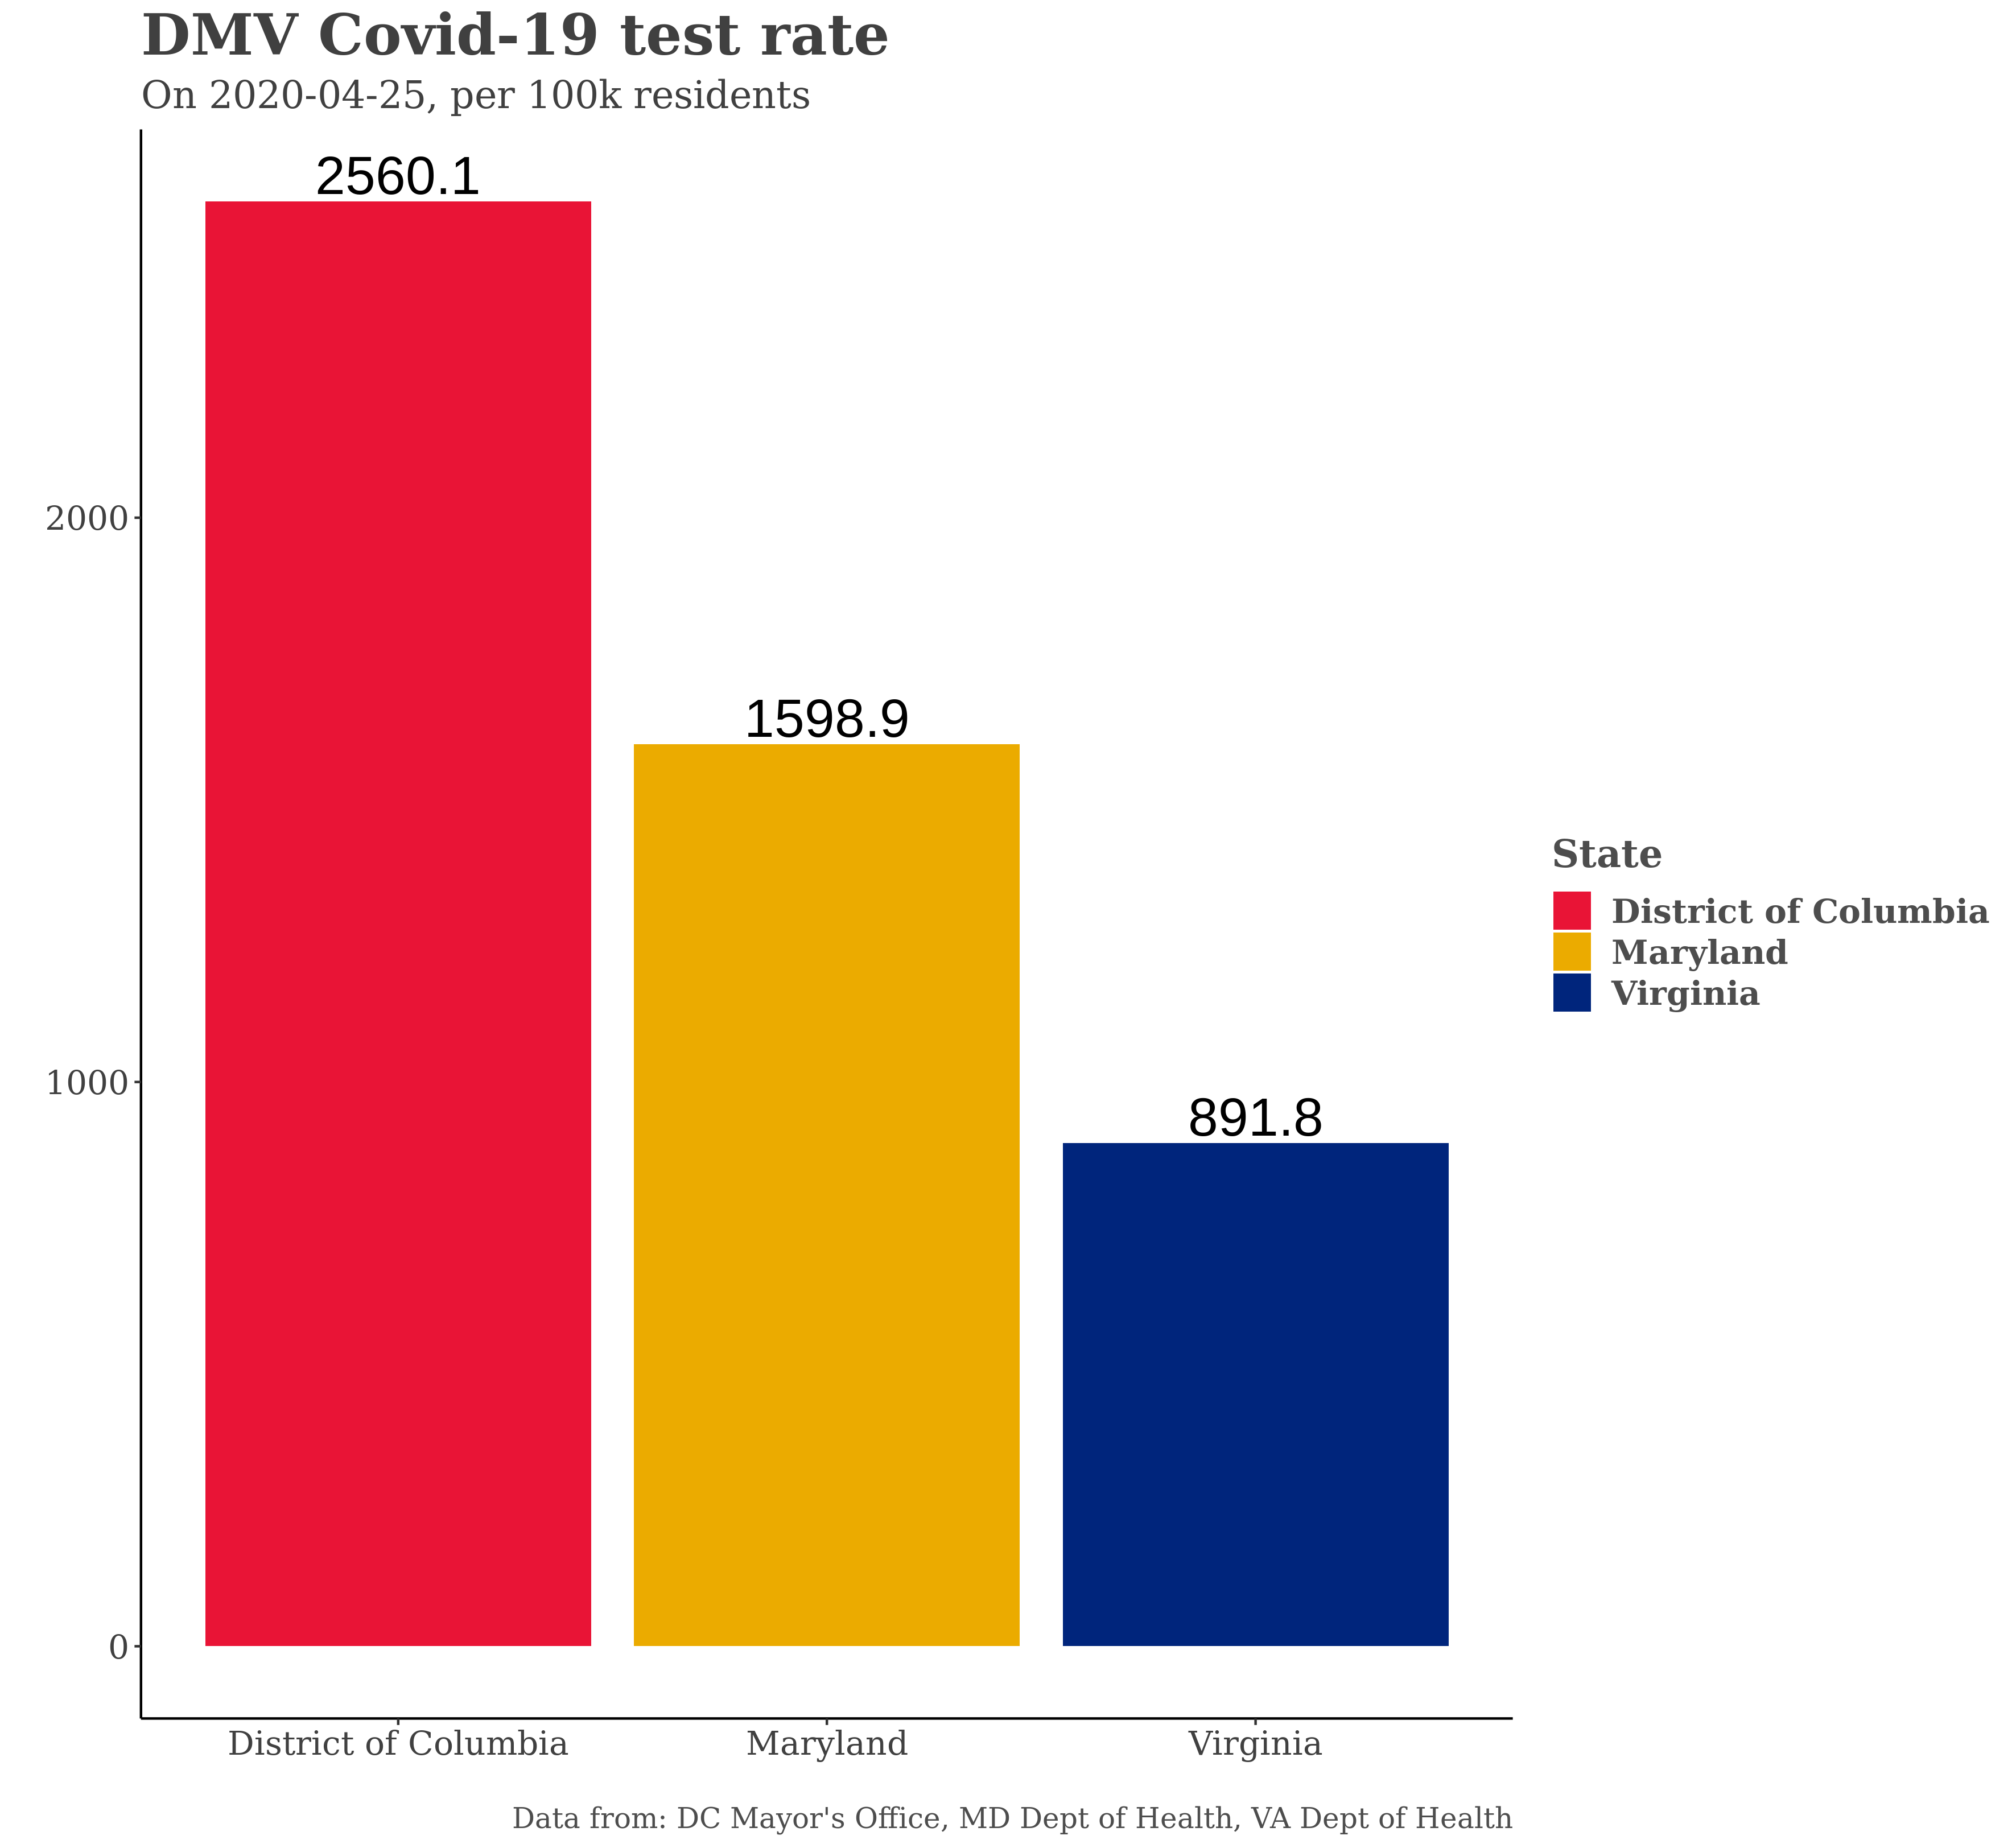 DMV Covid-19 test rate
On 2020-04-25, per 100k residents
2560.1
2000
1598.9
State
District of Columbia
Maryland
Virginia
1000
891.8
0
District of Columbia
Maryland
Virginia
Data from: DC Mayor's Office, MD Dept of Health, VA Dept of Health